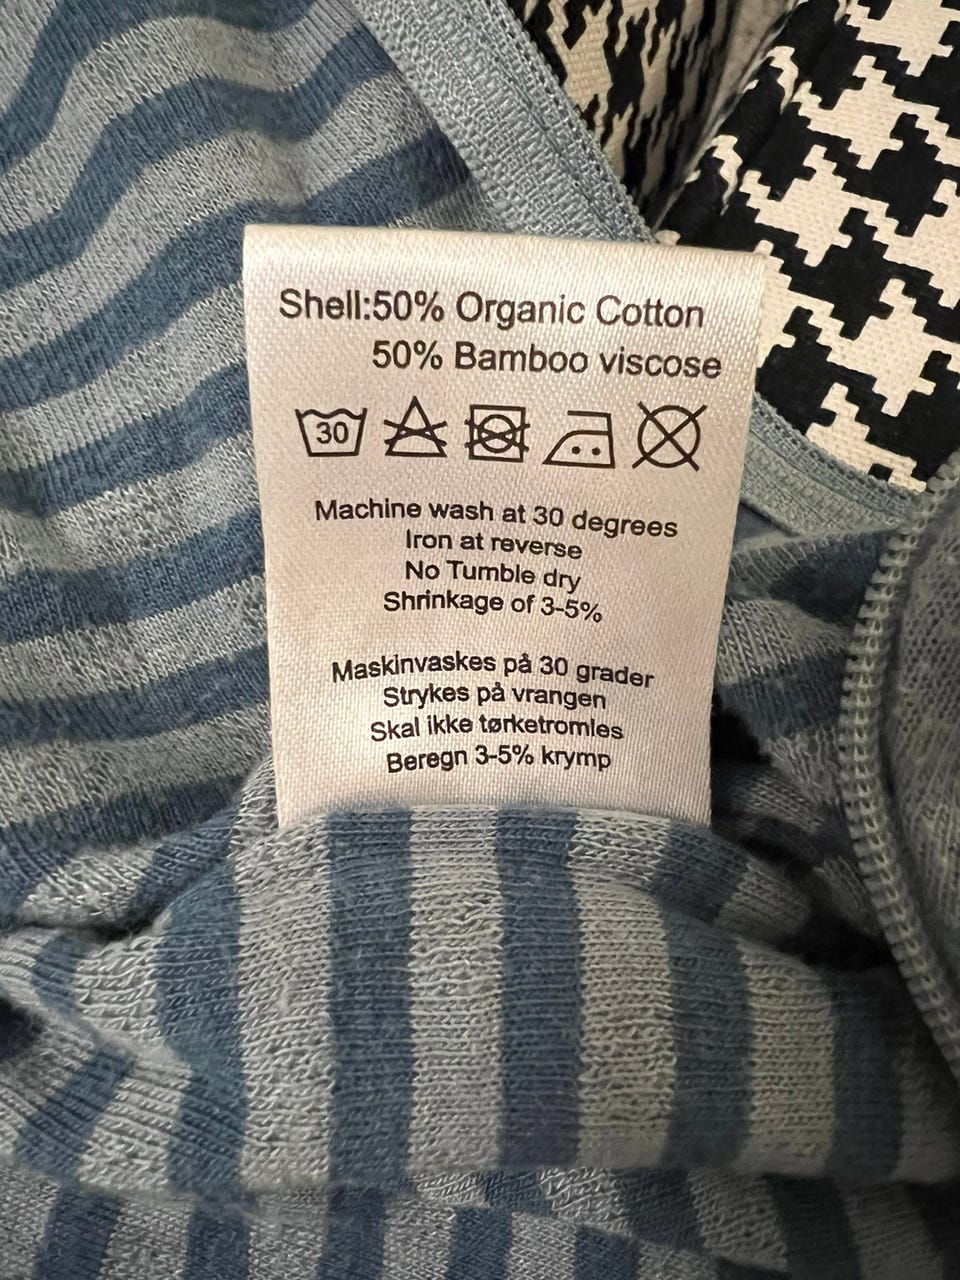 Shell:50% Organic Cotton
50% Bamboo viscose
30
Machine wash at 30 degrees
Iron at reverse
No Tumble dry
Shrinkage of 3-5%
Maskinvaskes på 30 grader
Strykes på vrangen
Skal ikke tørketromles
Beregn 3-5% krymp